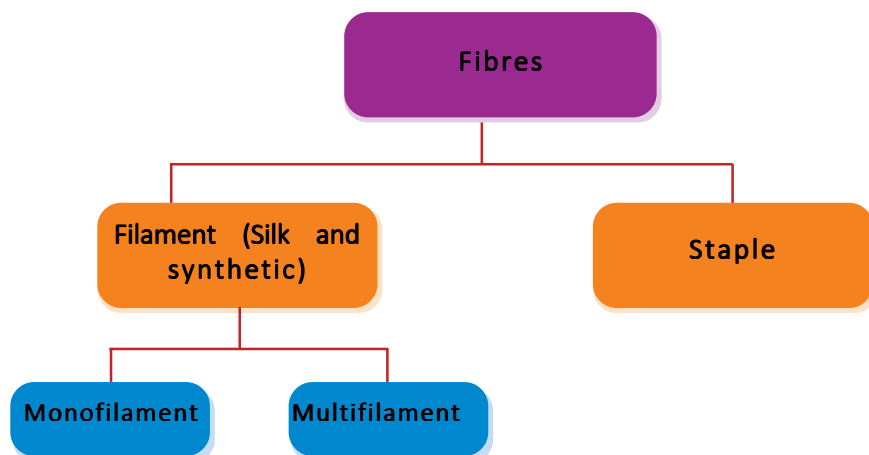 Fibres
Filament (Silk and
synthetic)
Staple
Monofilament
Multifilament